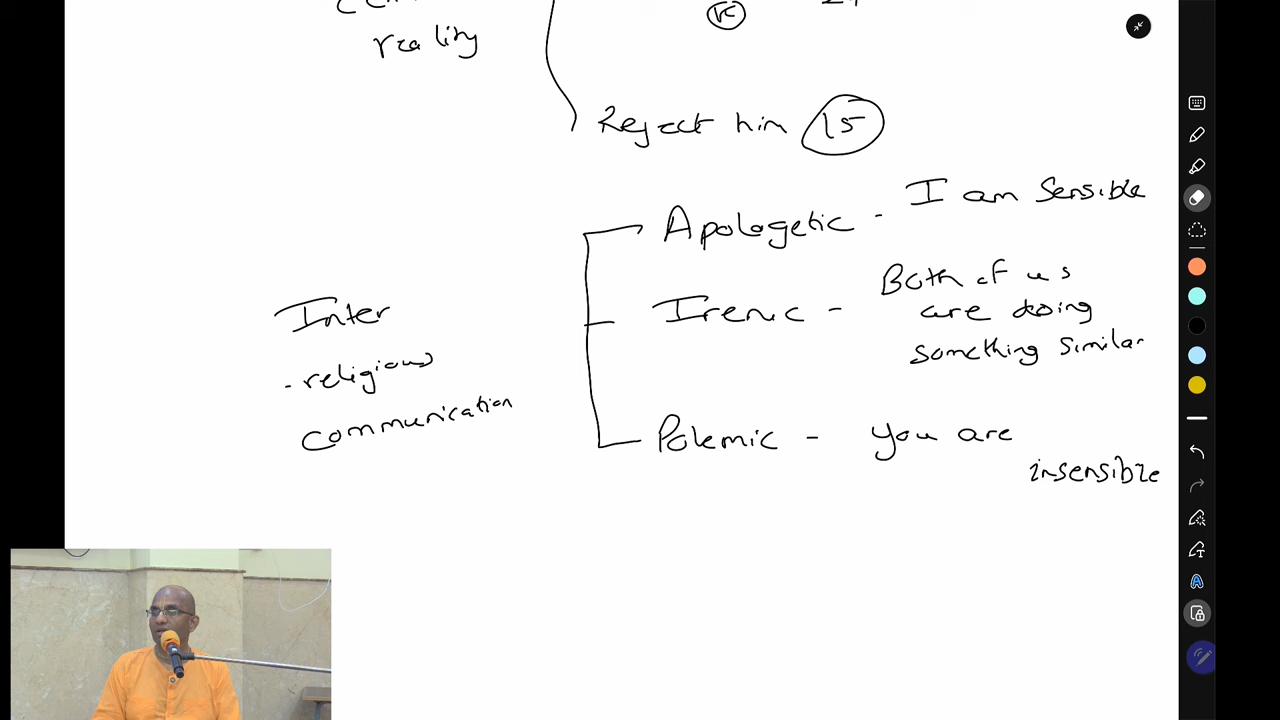 reality
Reject him 15
Apologetic - I am Sensible
Inter
- religious
communication
Irenic - Both of us
are doing
something similar
Polemic - you are
insensible